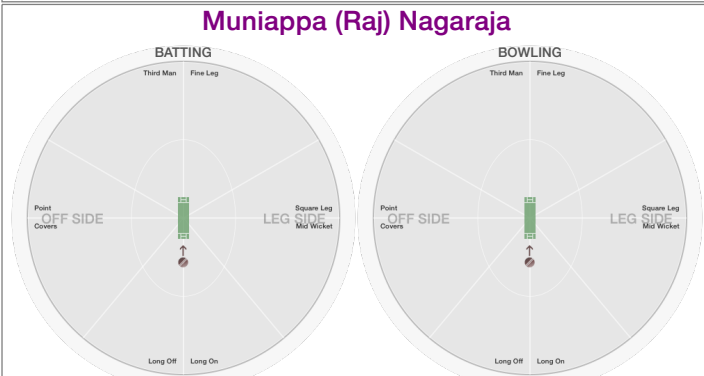 Muniappa (Raj) Nagaraja
BATTING
Third Man Fine Leg
Point
OFF SIDE
Covers
Square Leg
LEG SIDE
Mid Wicket
Long Off Long On
BOWLING
Third Man Fine Leg
Point
OFF SIDE
Covers
Square Leg
LEG SIDE
Mid Wicket
Long Off Long On